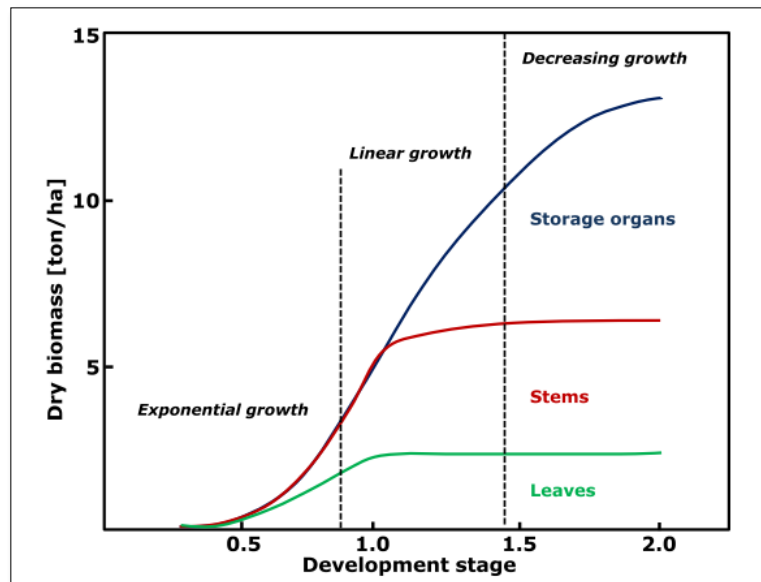 15
Decreasing growth
Linear growth
10
Storage organs
Dry biomass [ton/ha]
5
Exponential growth
Stems
Leaves
0.5 1.0 1.5 2.0
Development stage